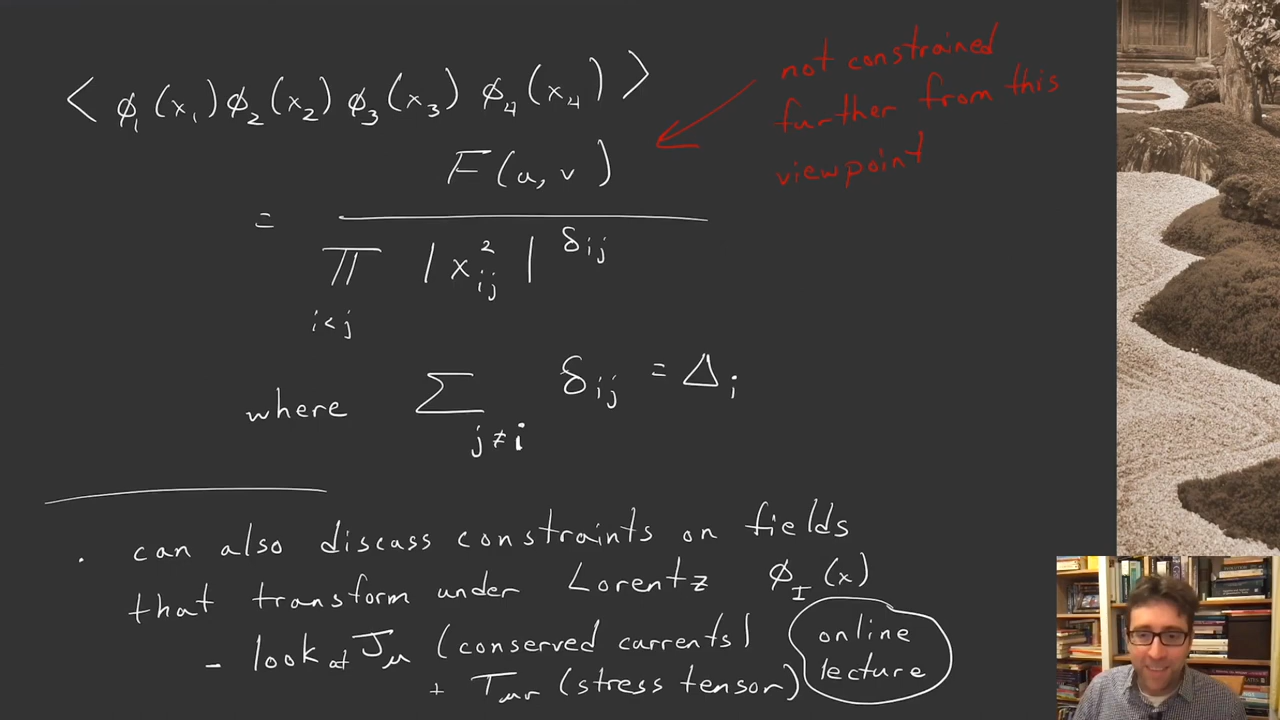 < φ₁(x₁) φ₂(x₂) φ₃(x₃) φ₄(x₄) >
not constrained
further from this
viewpoint
F(u, v)
=
∏ |x²ᵢⱼ|^δᵢⱼ
i<j
where Σ δᵢⱼ = Δᵢ
j≠i
· can also discuss constraints on fields
that transform under Lorentz φ_I(x)
- look at J_μ (conserved currents)
+ T_μν (stress tensor)
online
lecture